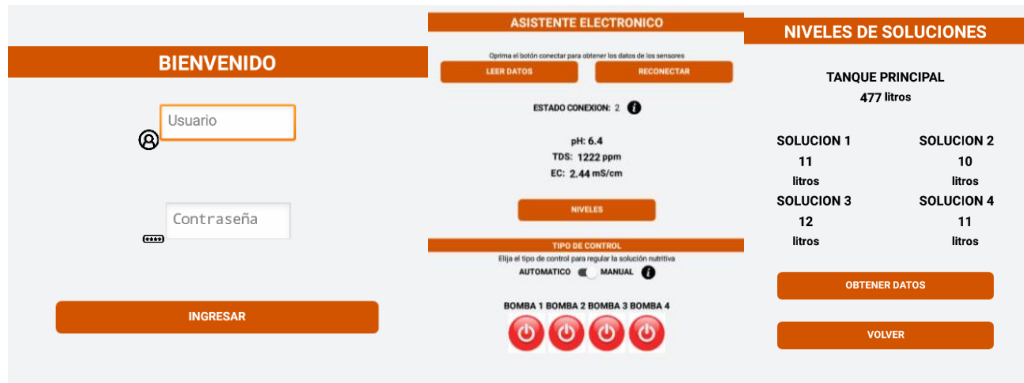 BIENVENIDO
Usuario
Contraseña
INGRESAR
ASISTENTE ELECTRONICO
Oprima el botón conectar para obtener los datos de los sensores
LEER DATOS RECONECTAR
ESTADO CONEXION: 2
pH: 6.4
TDS: 1222 ppm
EC: 2.44 mS/cm
NIVELES
TIPO DE CONTROL
Elija el tipo de control para regular la solución nutritiva
AUTOMATICO MANUAL
BOMBA 1 BOMBA 2 BOMBA 3 BOMBA 4
NIVELES DE SOLUCIONES
TANQUE PRINCIPAL
477 litros
SOLUCION 1 SOLUCION 2
11 10
litros litros
SOLUCION 3 SOLUCION 4
12 11
litros litros
OBTENER DATOS
VOLVER